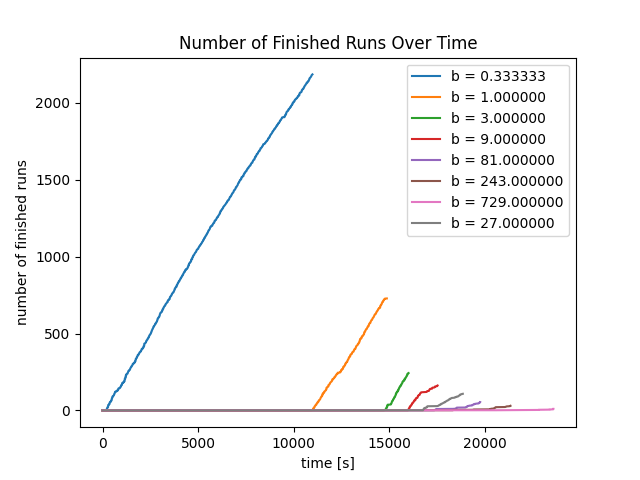 Number of Finished Runs Over Time
number of finished runs
2000
1500
1000
500
0
0
5000
10000
15000
20000
time [s]
b = 0.333333
b = 1.000000
b = 3.000000
b = 9.000000
b = 81.000000
b = 243.000000
b = 729.000000
b = 27.000000